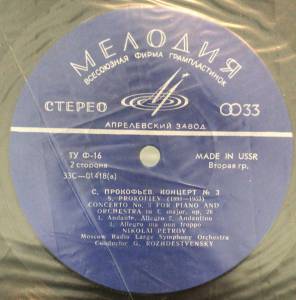 МЕЛОДИЯ
ВСЕСОЮЗНАЯ ФИРМА ГРАМПЛАСТИНОК
СТЕРЕО 33
АПРЕЛЕВСКИЙ ЗАВОД
ТУ Ф-16 MADE IN USSR
2 сторона Вторая гр.
33С—01418(а)
С. ПРОКОФЬЕВ КОНЦЕРТ № 3
S. PROKOFIEV (1891-1953)
CONCERTO No. 3 FOR PIANO AND
ORCHESTRA in C major, op. 26
1. Andante, Allegro 2. Andantino
3. Allegro ma non troppo
NIKOLAI PETROV
Moscow Radio Large Symphony Orchestra
Conductor G. ROZHDESTVENSKY